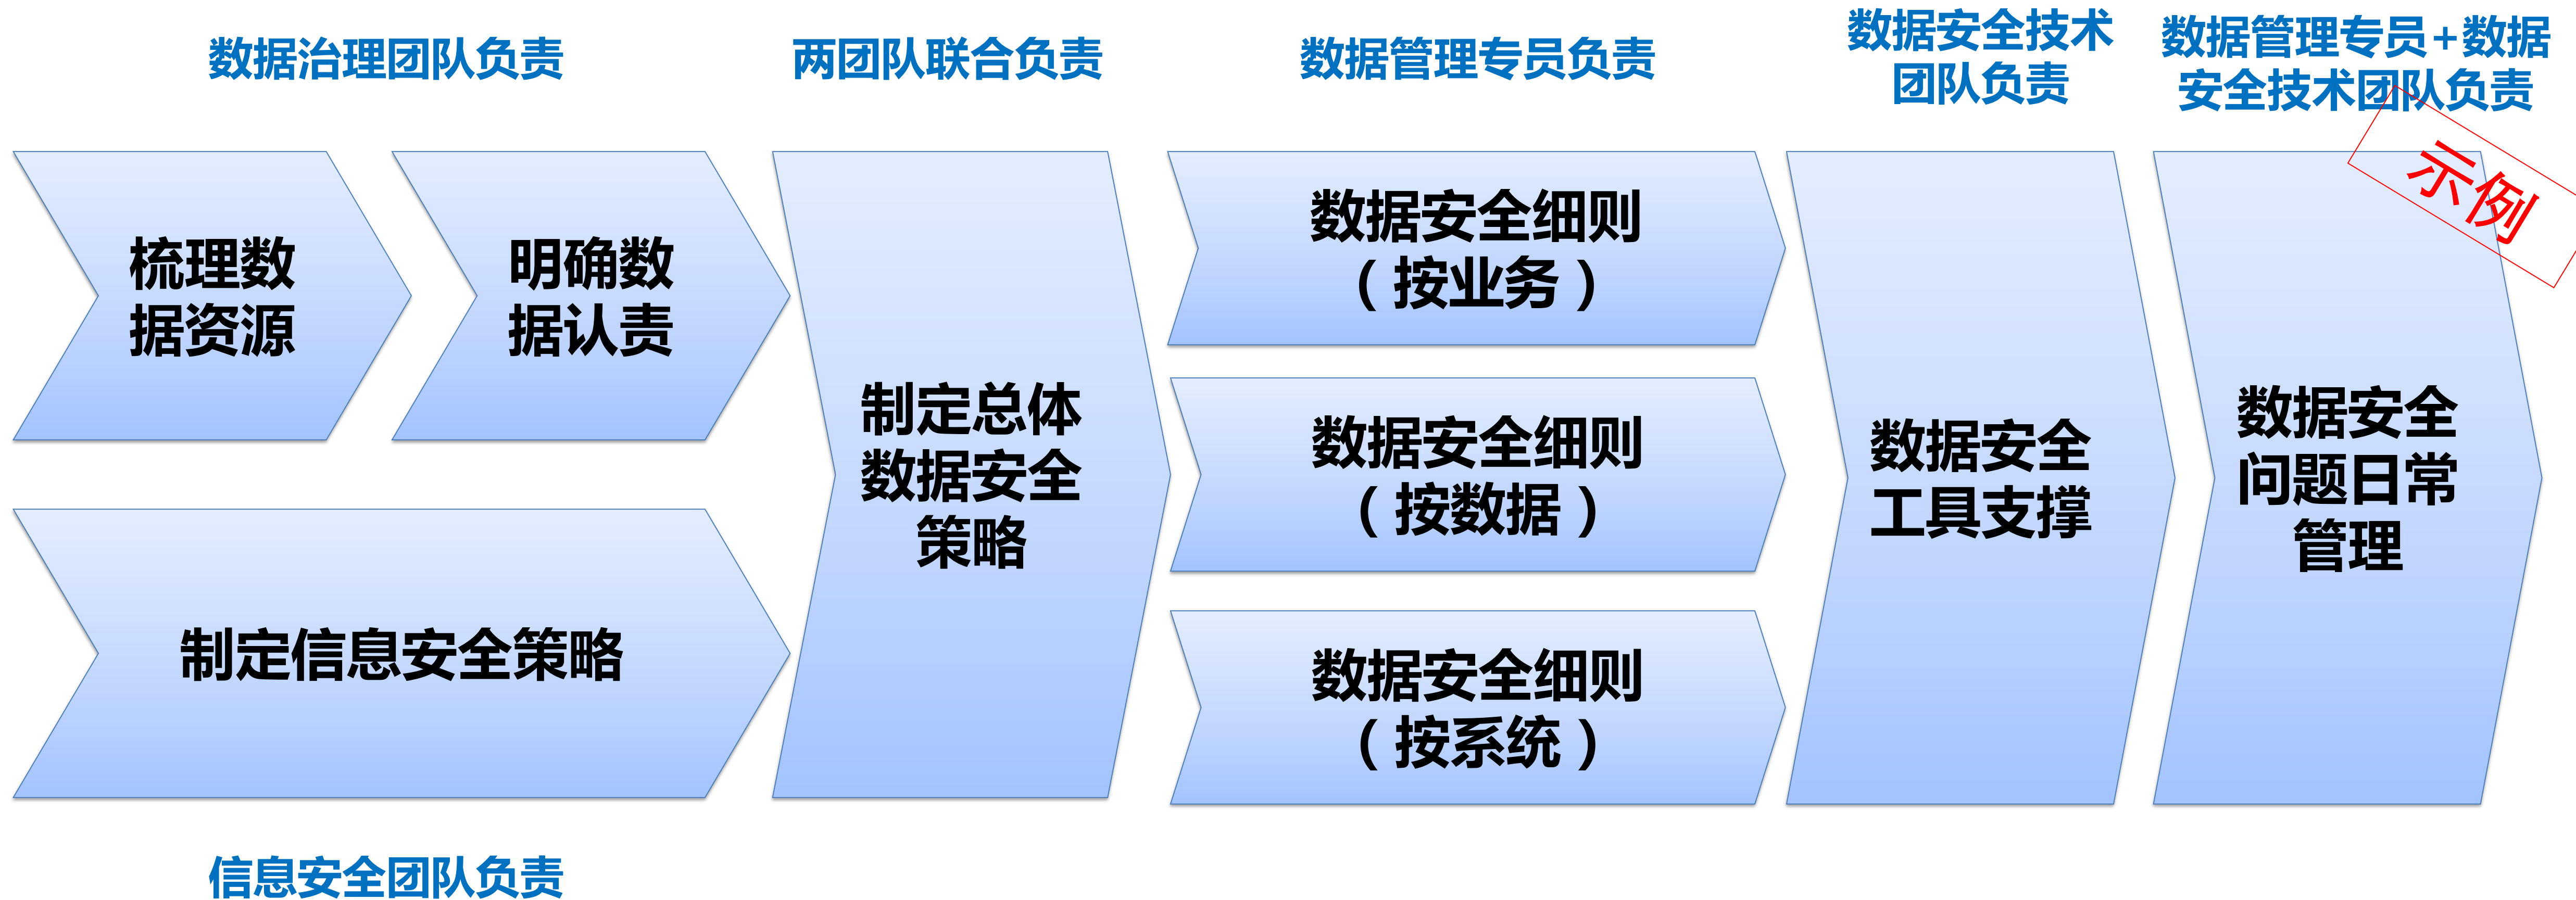 数据治理团队负责
两团队联合负责
数据管理专员负责
数据安全技术
团队负责
数据管理专员+数据
安全技术团队负责
示例
梳理数
据资源
明确数
据认责
制定信息安全策略
制定总体
数据安全
策略
数据安全细则
（按业务）
数据安全细则
（按数据）
数据安全细则
（按系统）
数据安全
工具支撑
数据安全
问题日常
管理
信息安全团队负责